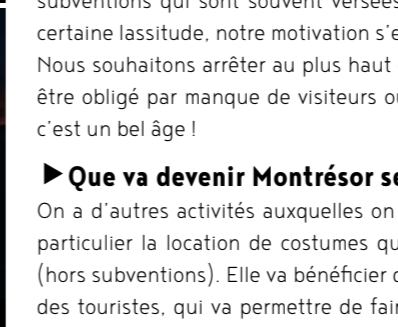 subventions qui sont souvent versées
certaine lassitude, notre motivation s'e
Nous souhaitons arrêter au plus haut
être obligé par manque de visiteurs ou
c'est un bel âge !
▶Que va devenir Montrésor se
On a d'autres activités auxquelles on
particulier la location de costumes qu
(hors subventions). Elle va bénéficier d
des touristes, qui va permettre de fair